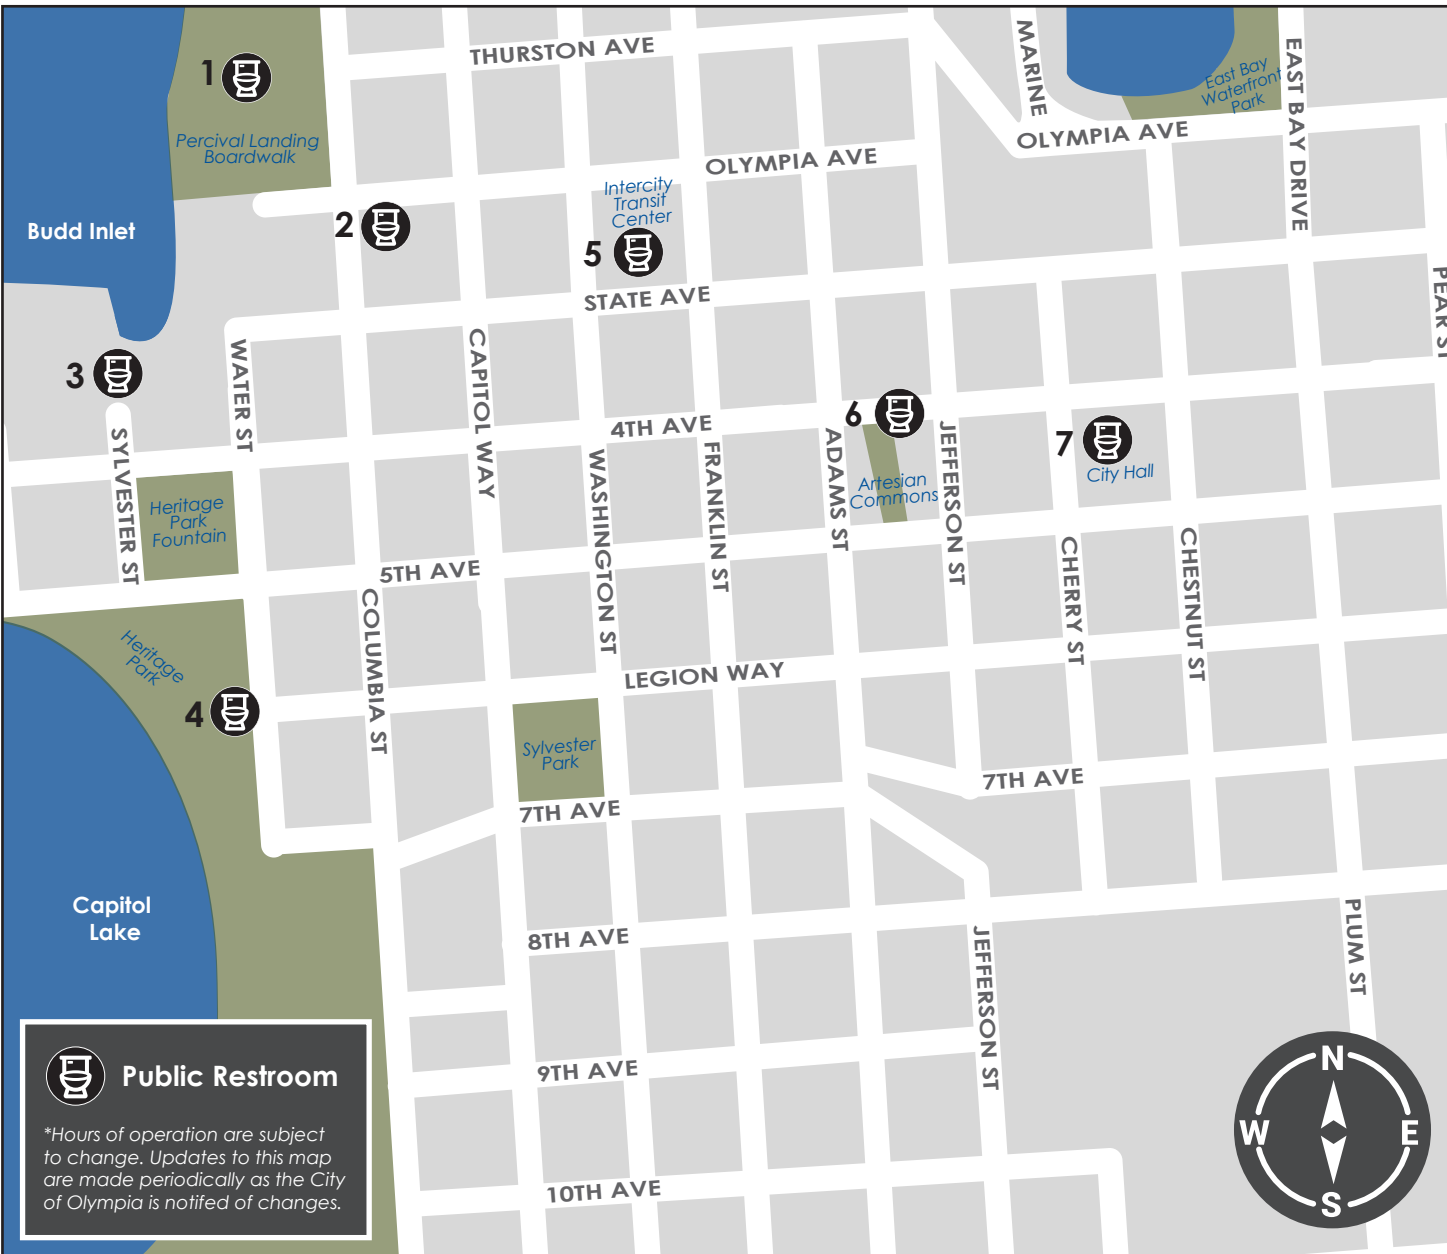 THURSTON AVE
MARINE
East Bay
Waterfront
Park
EAST BAY DRIVE
1
Percival Landing
Boardwalk
OLYMPIA AVE
OLYMPIA AVE
Budd Inlet
2
Intercity
Transit
Center
5
STATE AVE
PEAR ST
3
WATER ST
CAPITOL WAY
4TH AVE
6
7
City Hall
SYLVESTER ST
Heritage
Park
Fountain
WASHINGTON ST
FRANKLIN ST
ADAMS ST
Artesian
Commons
JEFFERSON ST
CHERRY ST
CHESTNUT ST
5TH AVE
COLUMBIA ST
Heritage
Park
4
LEGION WAY
Sylvester
Park
7TH AVE
7TH AVE
Capitol
Lake
8TH AVE
JEFFERSON ST
PLUM ST
9TH AVE
10TH AVE
Public Restroom
*Hours of operation are subject
to change. Updates to this map
are made periodically as the City
of Olympia is notifed of changes.
N
W
E
S